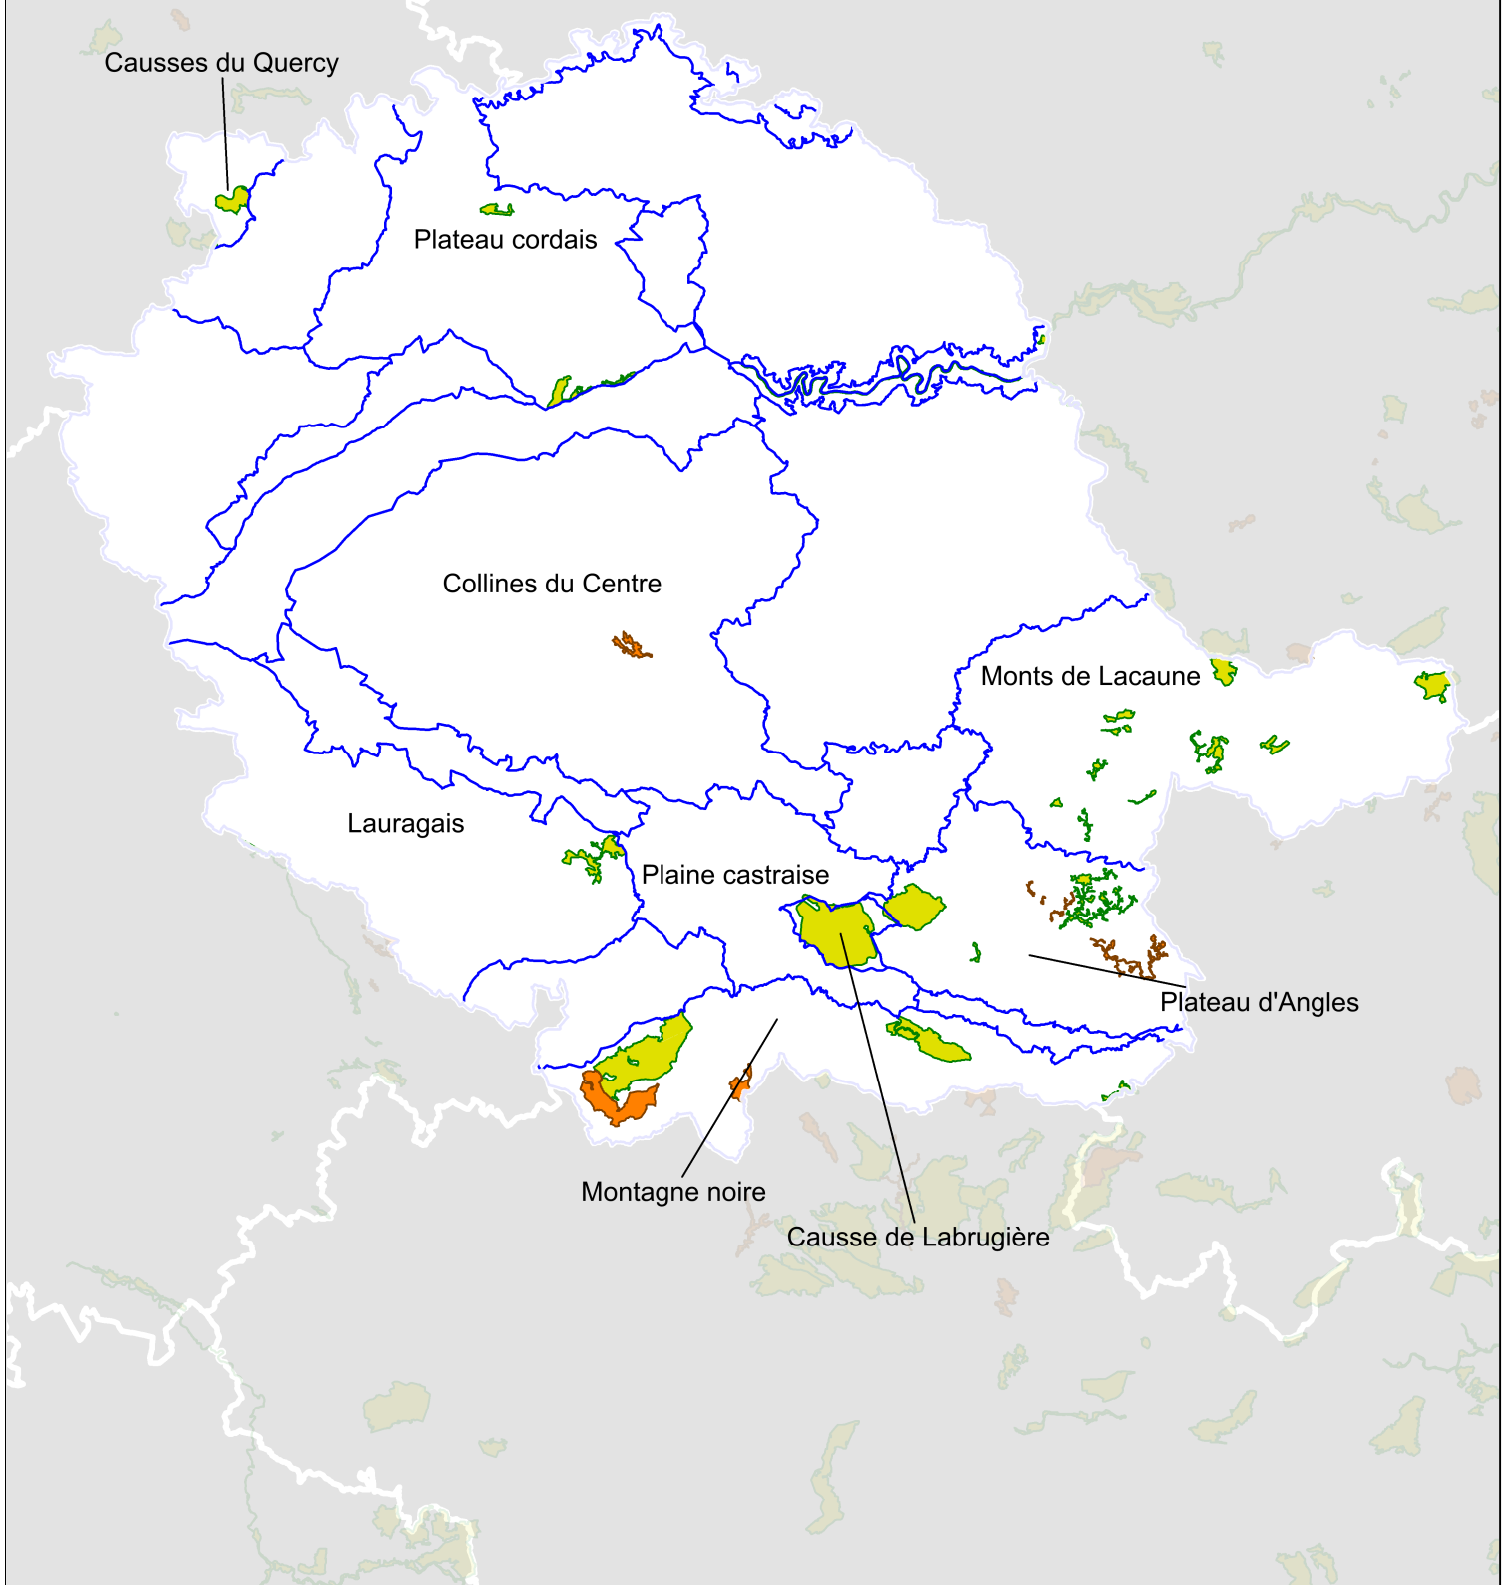 Causses du Quercy
Plateau cordais
Collines du Centre
Monts de Lacaune
Lauragais
Plaine castraise
Plateau d'Angles
Montagne noire
Causse de Labrugière